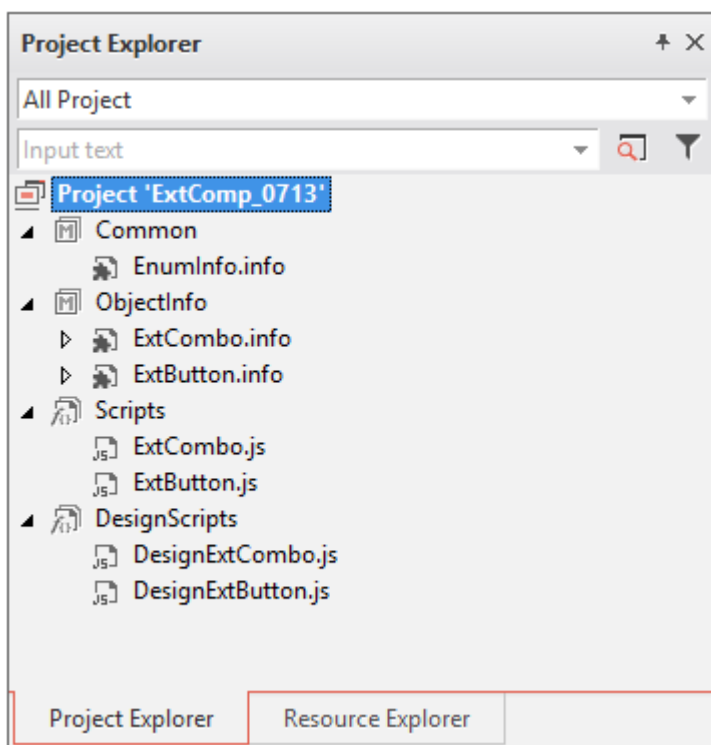 Project Explorer
All Project
Input text
Project 'ExtComp_0713'
Common
EnumInfo.info
ObjectInfo
ExtCombo.info
ExtButton.info
Scripts
ExtCombo.js
ExtButton.js
DesignScripts
DesignExtCombo.js
DesignExtButton.js
Project Explorer Resource Explorer